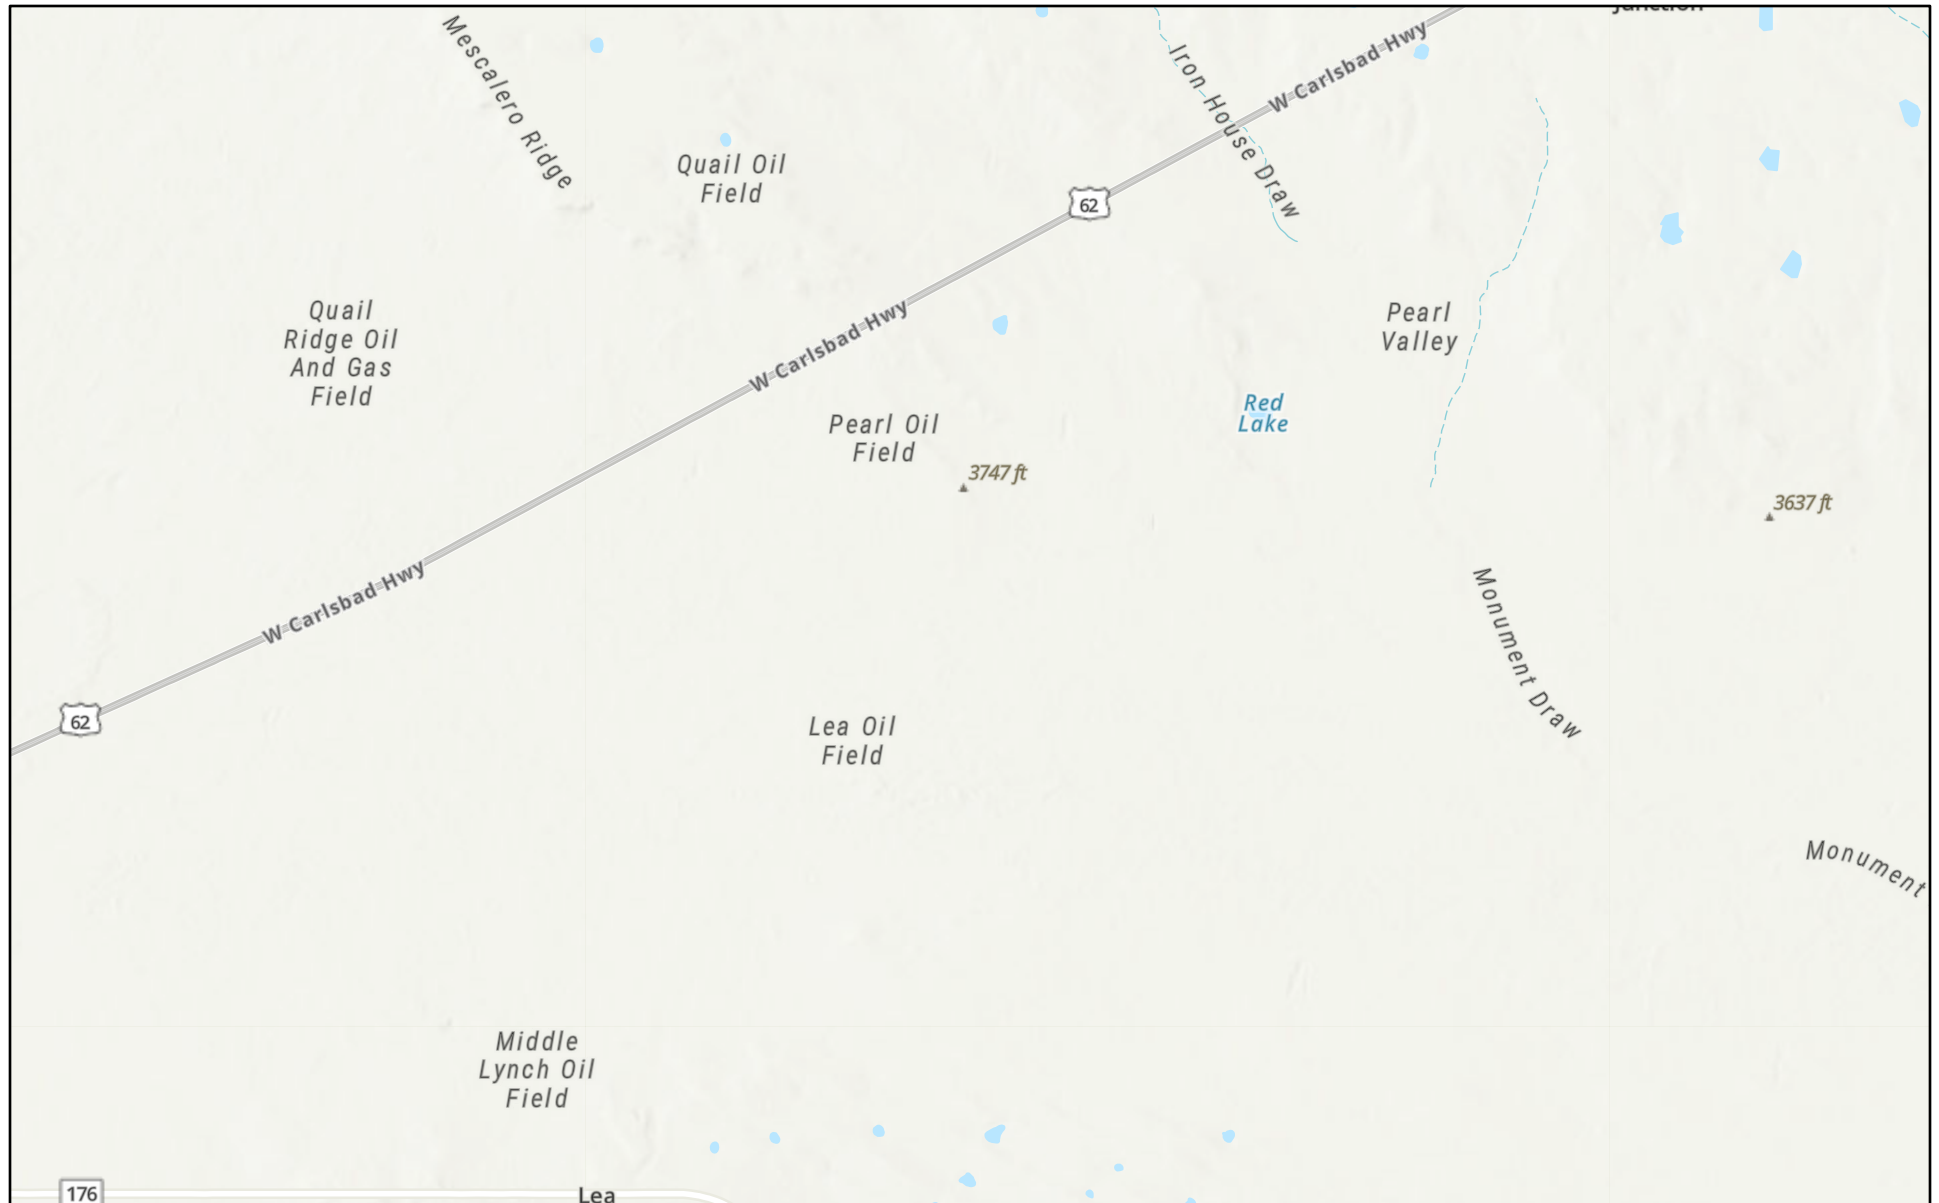 Junction
Mescalero Ridge
Iron House Draw
W Carlsbad Hwy
Quail Oil
Field
62
Quail
Ridge Oil
And Gas
Field
W Carlsbad Hwy
Pearl
Valley
Red
Lake
Pearl Oil
Field
3747 ft
3637 ft
W Carlsbad Hwy
Monument Draw
62
Lea Oil
Field
Monument
Middle
Lynch Oil
Field
176
Lea